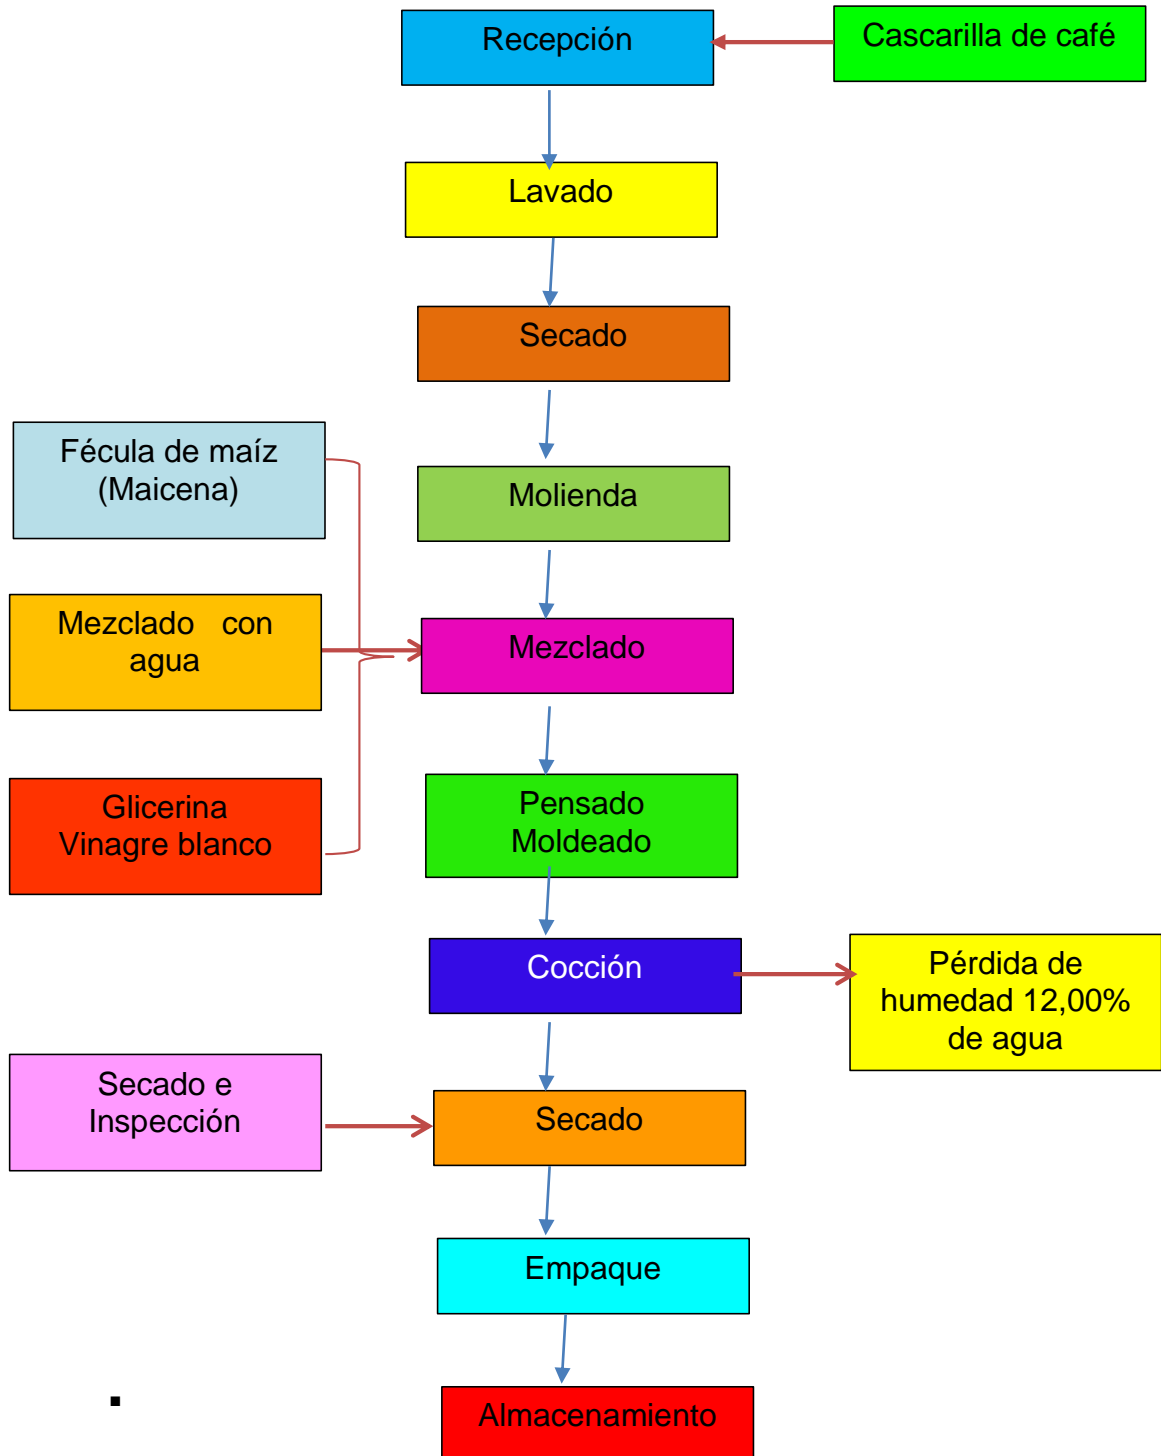 Recepción
Cascarilla de café
Lavado
Secado
Fécula de maíz
(Maicena)
Molienda
Mezclado con
agua
Mezclado
Glicerina
Vinagre blanco
Pensado
Moldeado
Cocción
Pérdida de
humedad 12,00%
de agua
Secado e
Inspección
Secado
Empaque
Almacenamiento
.